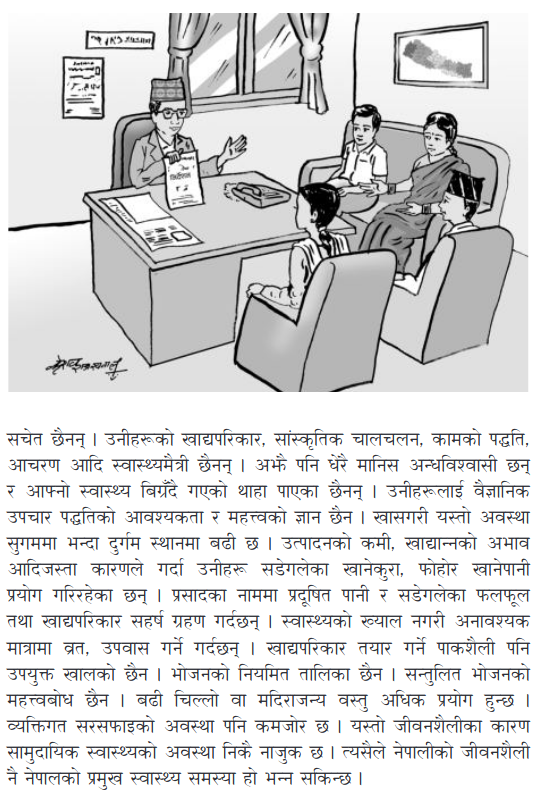 सचेत छैनन् । उनीहरूको खाद्यपरिकार, सांस्कृतिक चालचलन, कामको पद्धति,
आचरण आदि स्वास्थ्यमैत्री छैनन् । अझै पनि धेरै मानिस अन्धविश्वासी छन्
र आफ्नो स्वास्थ्य बिग्रँदै गएको थाहा पाएका छैनन् । उनीहरूलाई वैज्ञानिक
उपचार पद्धतिको आवश्यकता र महत्त्वको ज्ञान छैन । खासगरी यस्तो अवस्था
सुगममा भन्दा दुर्गम स्थानमा बढी छ । उत्पादनको कमी, खाद्यान्नको अभाव
आदिजस्ता कारणले गर्दा उनीहरू सडेगलेका खानेकुरा, फोहोर खानेपानी
प्रयोग गरिरहेका छन् । प्रसादका नाममा प्रदूषित पानी र सडेगलेका फलफूल
तथा खाद्यपरिकार सहर्ष ग्रहण गर्दछन् । स्वास्थ्यको ख्याल नगरी अनावश्यक
मात्रामा व्रत, उपवास गर्ने गर्दछन् । खाद्यपरिकार तयार गर्ने पाकशैली पनि
उपयुक्त खालको छैन । भोजनको नियमित तालिका छैन । सन्तुलित भोजनको
महत्त्वबोध छैन । बढी चिल्लो वा मदिराजन्य वस्तु अधिक प्रयोग हुन्छ ।
व्यक्तिगत सरसफाइको अवस्था पनि कमजोर छ । यस्तो जीवनशैलीका कारण
सामुदायिक स्वास्थ्यको अवस्था निकै नाजुक छ । त्यसैले नेपालीको जीवनशैली
नै नेपालको प्रमुख स्वास्थ्य समस्या हो भन्न सकिन्छ ।